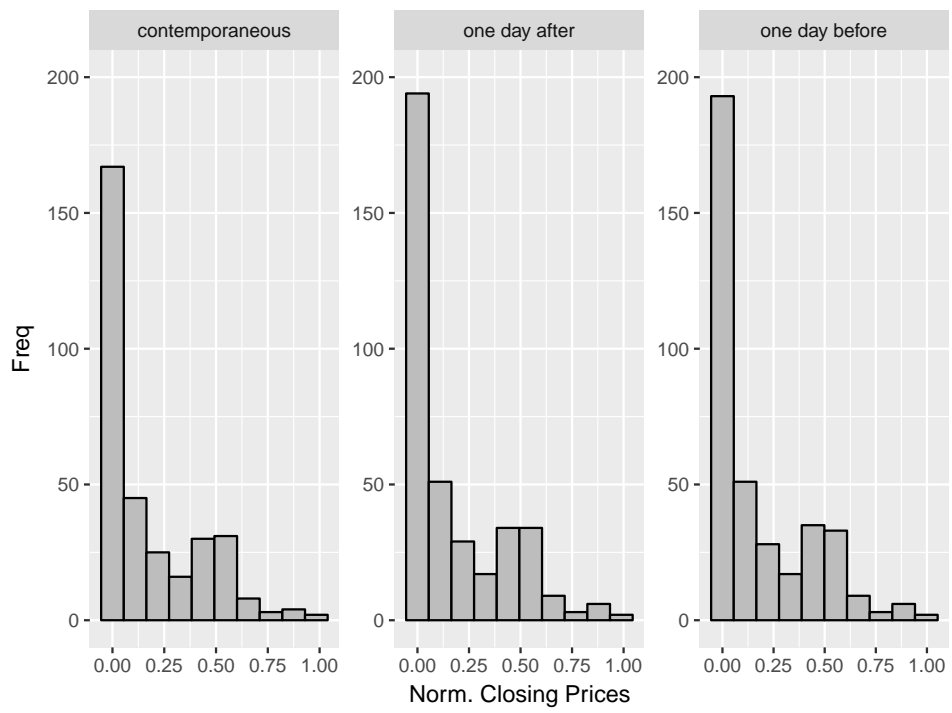 contemporaneous one day after one day before
200 200 200
150 150 150
100 100 100
50 50 50
0 0 0
0.00 0.25 0.50 0.75 1.00 0.00 0.25 0.50 0.75 1.00 0.00 0.25 0.50 0.75 1.00
Norm. Closing Prices
Freq